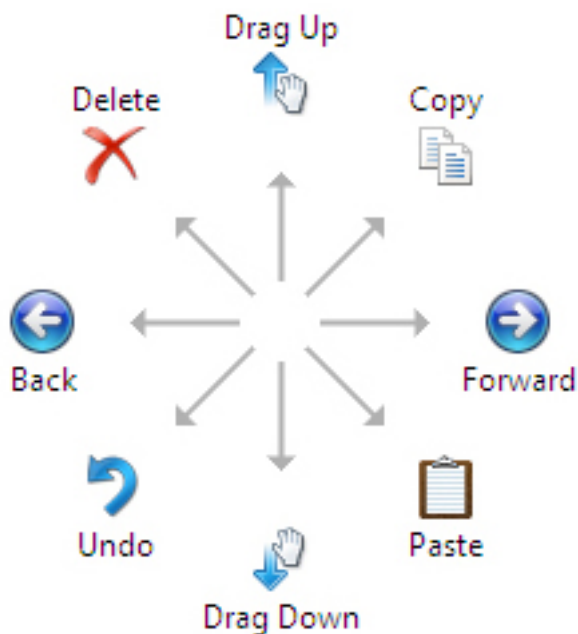 Drag Up
Delete
Copy
Back
Forward
Undo
Paste
Drag Down